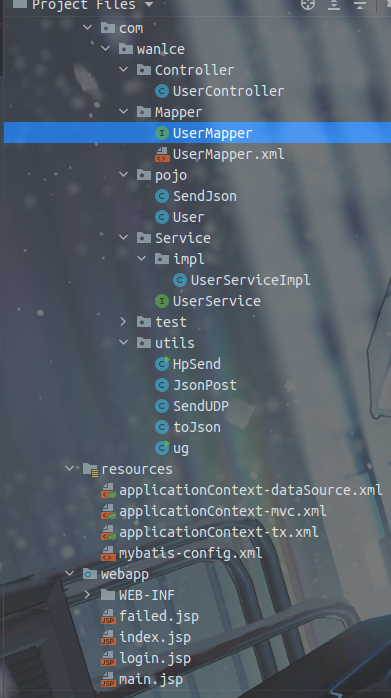 Project Files
com
wanlce
Controller
UserController
Mapper
UserMapper
UserMapper.xml
pojo
SendJson
User
Service
impl
UserServiceImpl
UserService
test
utils
HpSend
JsonPost
SendUDP
toJson
ug
resources
applicationContext-dataSource.xml
applicationContext-mvc.xml
applicationContext-tx.xml
mybatis-config.xml
webapp
WEB-INF
failed.jsp
index.jsp
login.jsp
main.jsp